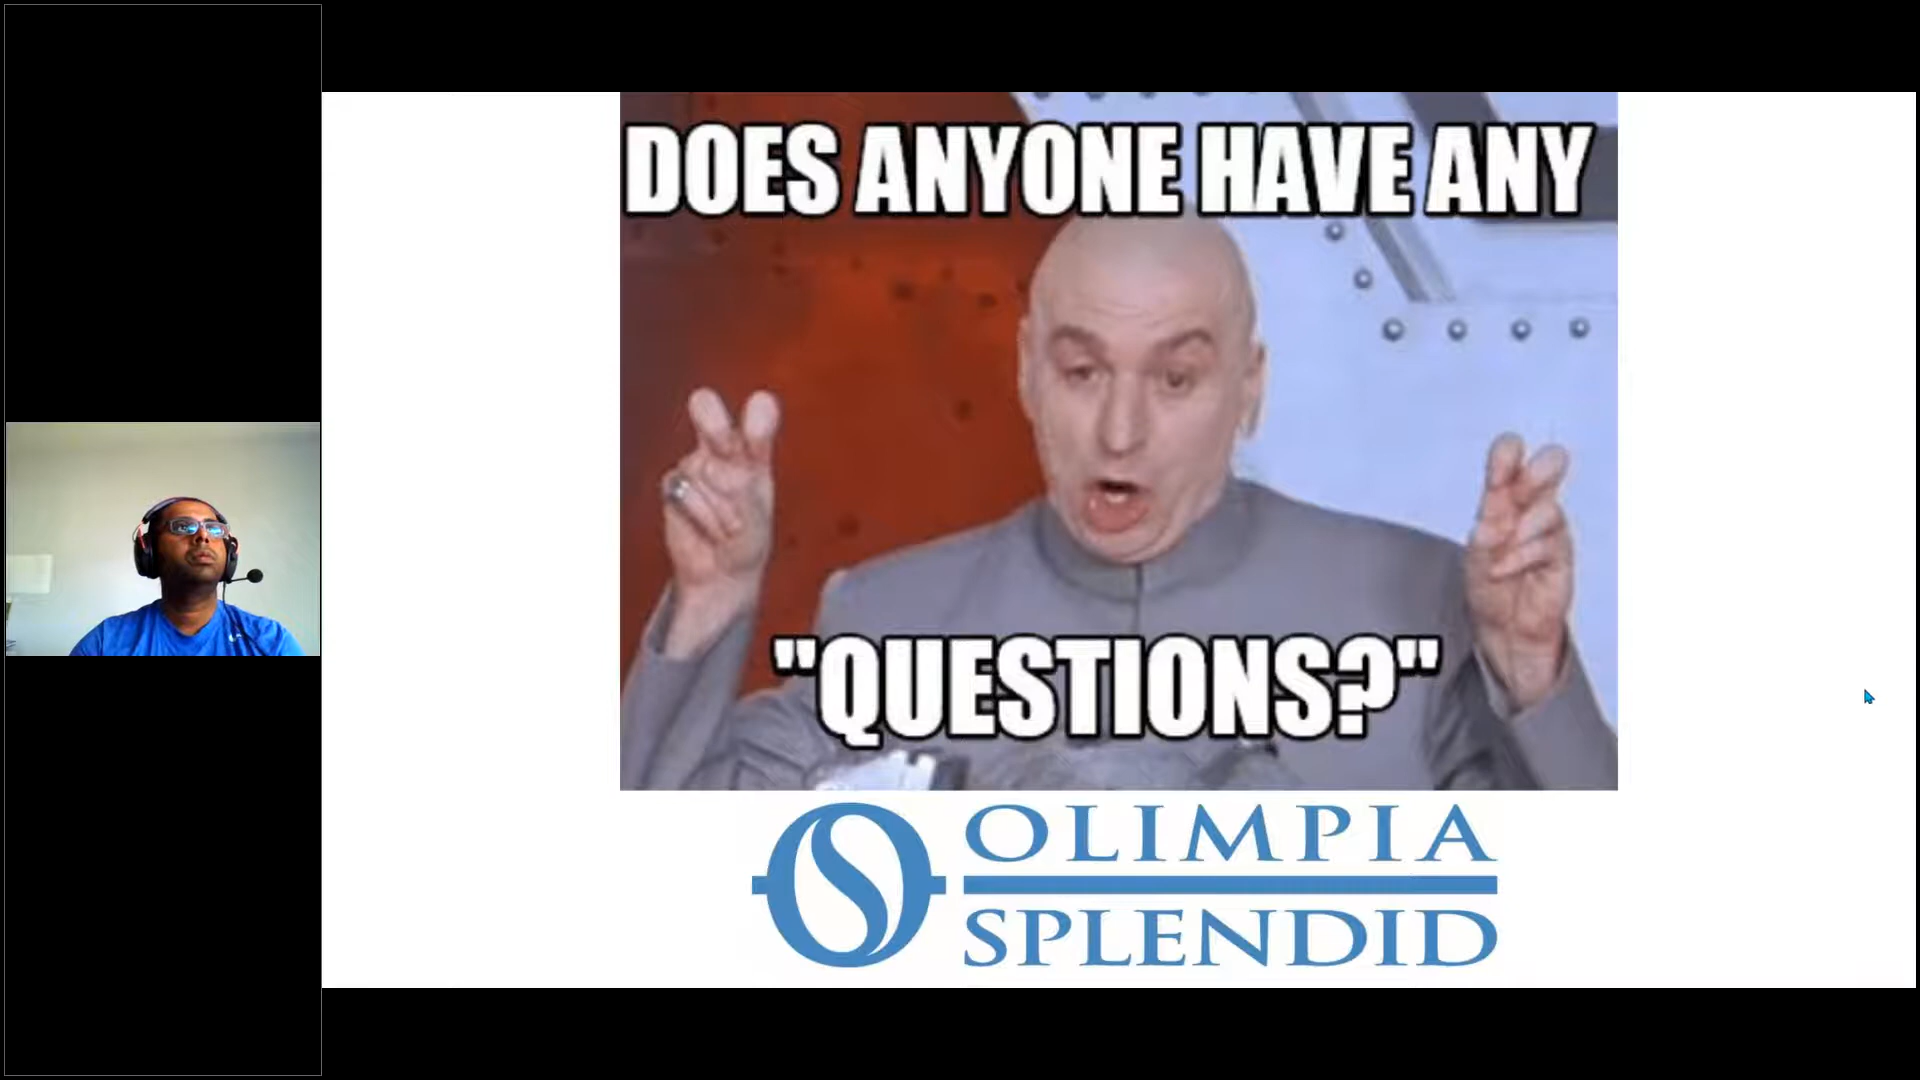 DOES ANYONE HAVE ANY
"QUESTIONS?"
OLIMPIA
SPLENDID